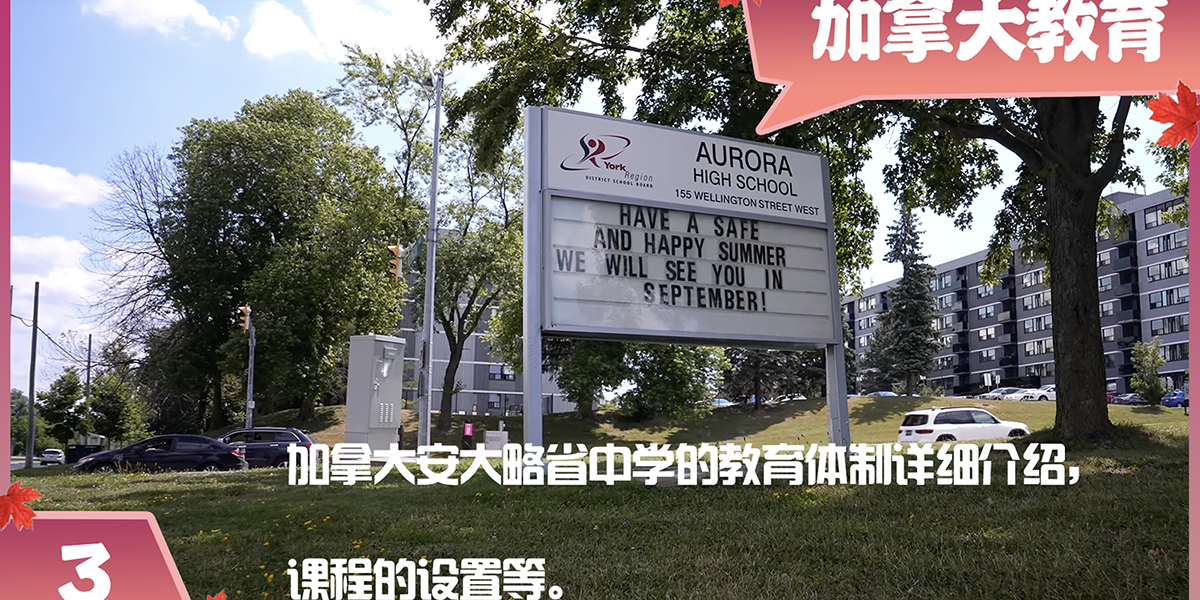 加拿大教育
York
Region
DISTRICT SCHOOL BOARD
AURORA
HIGH SCHOOL
155 WELLINGTON STREET WEST
HAVE A SAFE
AND HAPPY SUMMER
WE WILL SEE YOU IN
SEPTEMBER!
加拿大安大略省中学的教育体制详细介绍，
课程的设置等。
3